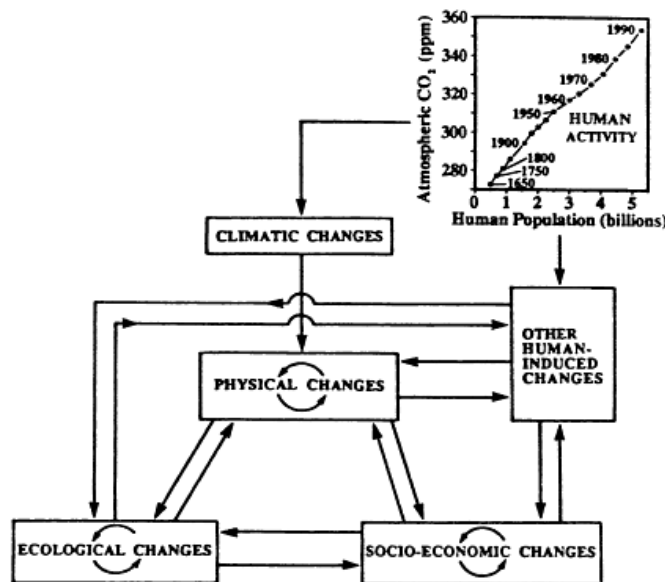 360
340
320
300
280
Atmospheric CO₂ (ppm)
1990
1980
1970
1960
1950
1900
1800
1750
1650
HUMAN
ACTIVITY
0 1 2 3 4 5
Human Population (billions)
CLIMATIC CHANGES
OTHER
HUMAN-
INDUCED
CHANGES
PHYSICAL CHANGES
ECOLOGICAL CHANGES
SOCIO-ECONOMIC CHANGES